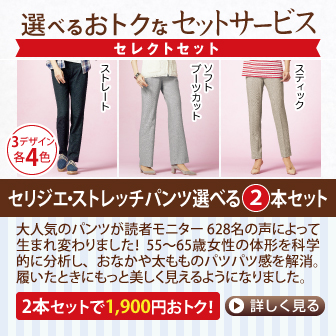 選べるおトクなセットサービス
セレクトセット
ストレート
ソフト
ブーツカット
スティック
3デザイン
各4色
セリジエ・ストレッチパンツ選べる2本セット
大人気のパンツが読者モニター628名の声によって
生まれ変わりました! 55〜65歳女性の体形を科学
的に分析し、おなかや太もものパツパツ感を解消。
履いたときにもっと美しく見えるようになりました。
2本セットで1,900円おトク!
詳しく見る